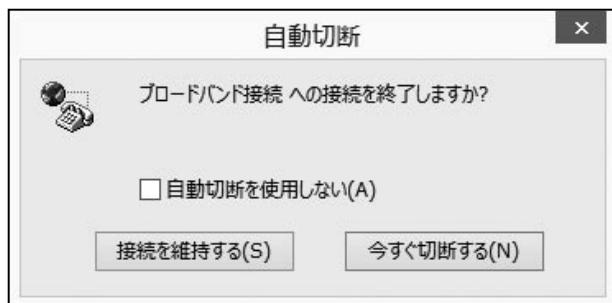 自動切断
ブロードバンド接続 への接続を終了しますか?
自動切断を使用しない(A)
接続を維持する(S) 今すぐ切断する(N)